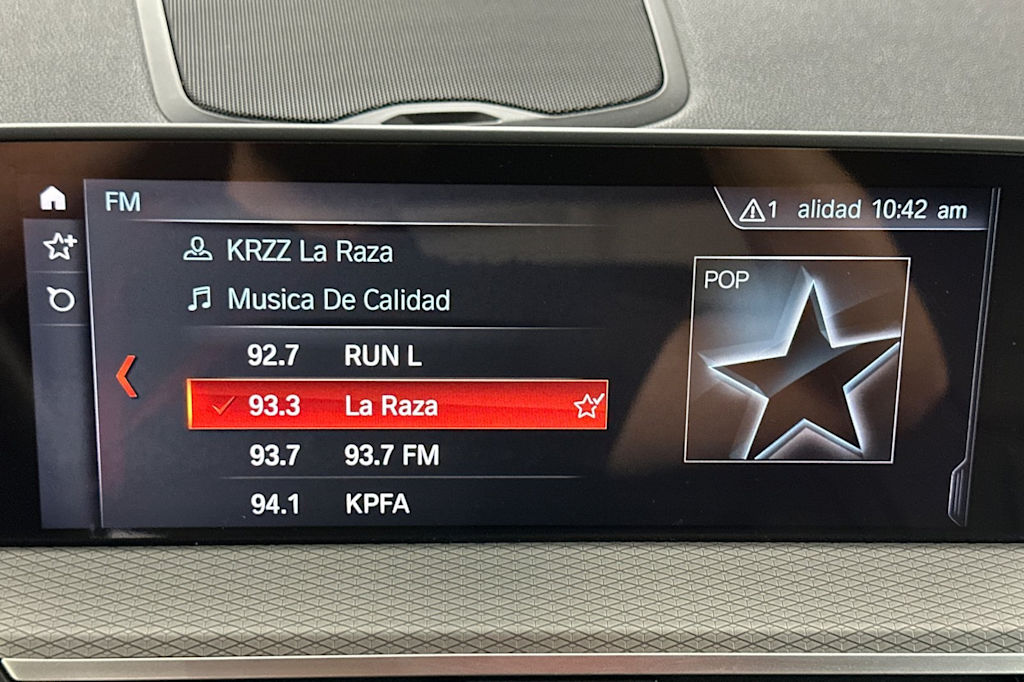 FM
1 alidad 10:42 am
KRZZ La Raza
Musica De Calidad
POP
92.7 RUN L
93.3 La Raza
93.7 93.7 FM
94.1 KPFA